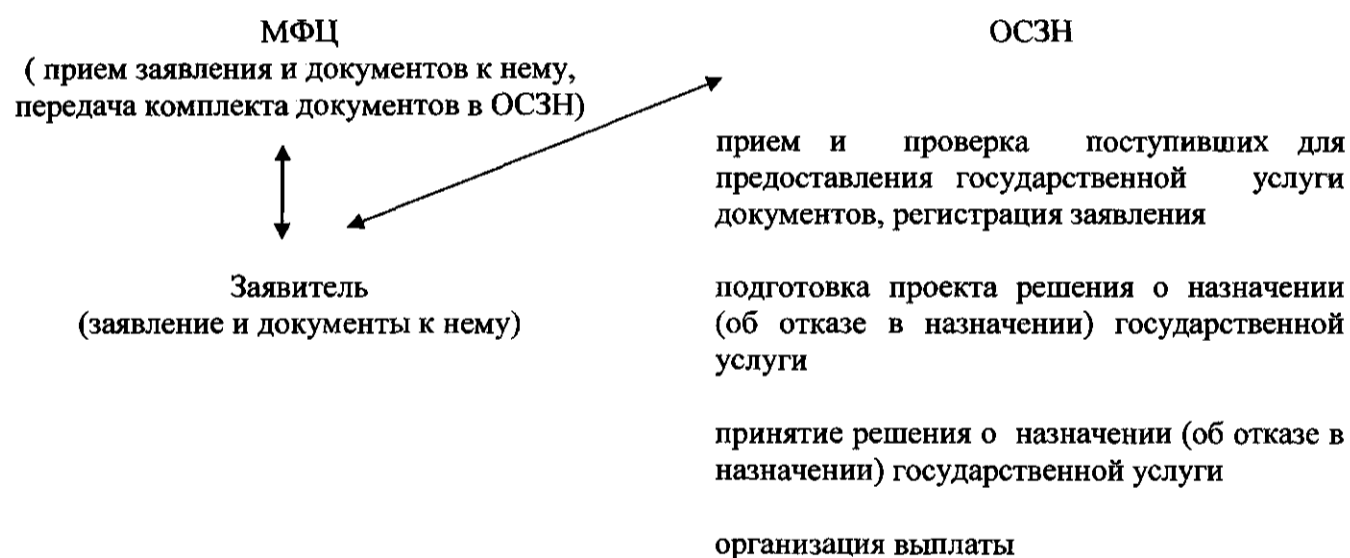 МФЦ
( прием заявления и документов к нему,
передача комплекта документов в ОСЗН)
Заявитель
(заявление и документы к нему)
ОСЗН
прием и проверка поступивших для
предоставления государственной услуги
документов, регистрация заявления
подготовка проекта решения о назначении
(об отказе в назначении) государственной
услуги
принятие решения о назначении (об отказе в
назначении) государственной услуги
организация выплаты